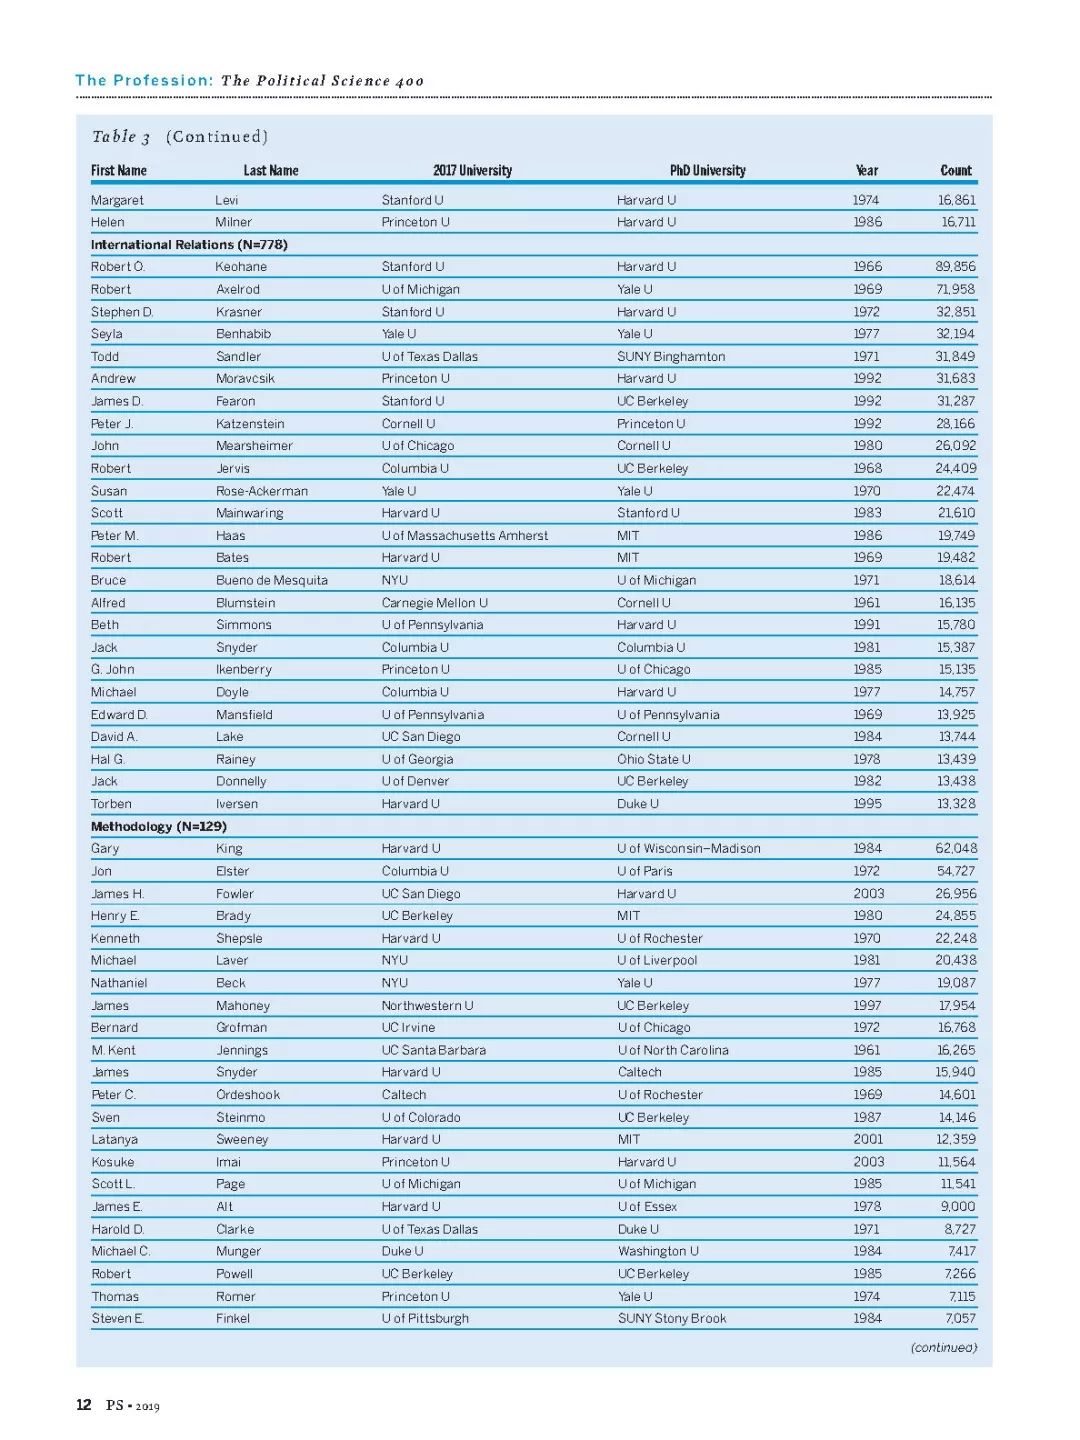 The Profession: The Political Science 400
Table 3 (Continued)
First Name Last Name 2017 University PhD University Year Count
Margaret Levi Stanford U Harvard U 1974 16,861
Helen Milner Princeton U Harvard U 1986 16,711
International Relations (N=778)
Robert O. Keohane Stanford U Harvard U 1966 89,856
Robert Axelrod U of Michigan Yale U 1969 71,958
Stephen D. Krasner Stanford U Harvard U 1972 32,851
Seyla Benhabib Yale U Yale U 1977 32,194
Todd Sandler U of Texas Dallas SUNY Binghamton 1971 31,849
Andrew Moravcsik Princeton U Harvard U 1992 31,683
James D. Fearon Stanford U UC Berkeley 1992 31,287
Peter J. Katzenstein Cornell U Princeton U 1992 28,166
John Mearsheimer U of Chicago Cornell U 1980 26,092
Robert Jervis Columbia U UC Berkeley 1968 24,409
Susan Rose-Ackerman Yale U Yale U 1970 22,474
Scott Mainwaring Harvard U Stanford U 1983 21,610
Peter M. Haas U of Massachusetts Amherst MIT 1986 19,749
Robert Bates Harvard U MIT 1969 19,482
Bruce Bueno de Mesquita NYU U of Michigan 1971 18,614
Alfred Blumstein Carnegie Mellon U Cornell U 1961 16,135
Beth Simmons U of Pennsylvania Harvard U 1991 15,780
Jack Snyder Columbia U Columbia U 1981 15,387
G. John Ikenberry Princeton U U of Chicago 1985 15,135
Michael Doyle Columbia U Harvard U 1977 14,757
Edward D. Mansfield U of Pennsylvania U of Pennsylvania 1969 13,925
David A. Lake UC San Diego Cornell U 1984 13,744
Hal G. Rainey U of Georgia Ohio State U 1978 13,439
Jack Donnelly U of Denver UC Berkeley 1982 13,438
Torben Iversen Harvard U Duke U 1995 13,328
Methodology (N=129)
Gary King Harvard U U of Wisconsin–Madison 1984 62,048
Jon Elster Columbia U U of Paris 1972 54,727
James H. Fowler UC San Diego Harvard U 2003 26,956
Henry E. Brady UC Berkeley MIT 1980 24,855
Kenneth Shepsle Harvard U U of Rochester 1970 22,248
Michael Laver NYU U of Liverpool 1981 20,438
Nathaniel Beck NYU Yale U 1977 19,087
James Mahoney Northwestern U UC Berkeley 1997 17,954
Bernard Grofman UC Irvine U of Chicago 1972 16,768
M. Kent Jennings UC Santa Barbara U of North Carolina 1961 16,265
James Snyder Harvard U Caltech 1985 15,940
Peter C. Ordeshook Caltech U of Rochester 1969 14,601
Sven Steinmo U of Colorado UC Berkeley 1987 14,146
Latanya Sweeney Harvard U MIT 2001 12,359
Kosuke Imai Princeton U Harvard U 2003 11,564
Scott L. Page U of Michigan U of Michigan 1985 11,541
James E. Alt Harvard U U of Essex 1978 9,000
Harold D. Clarke U of Texas Dallas Duke U 1971 8,727
Michael C. Munger Duke U Washington U 1984 7,417
Robert Powell UC Berkeley UC Berkeley 1985 7,266
Thomas Romer Princeton U Yale U 1974 7,115
Steven E. Finkel U of Pittsburgh SUNY Stony Brook 1984 7,057
(continued)
12 PS • 2019